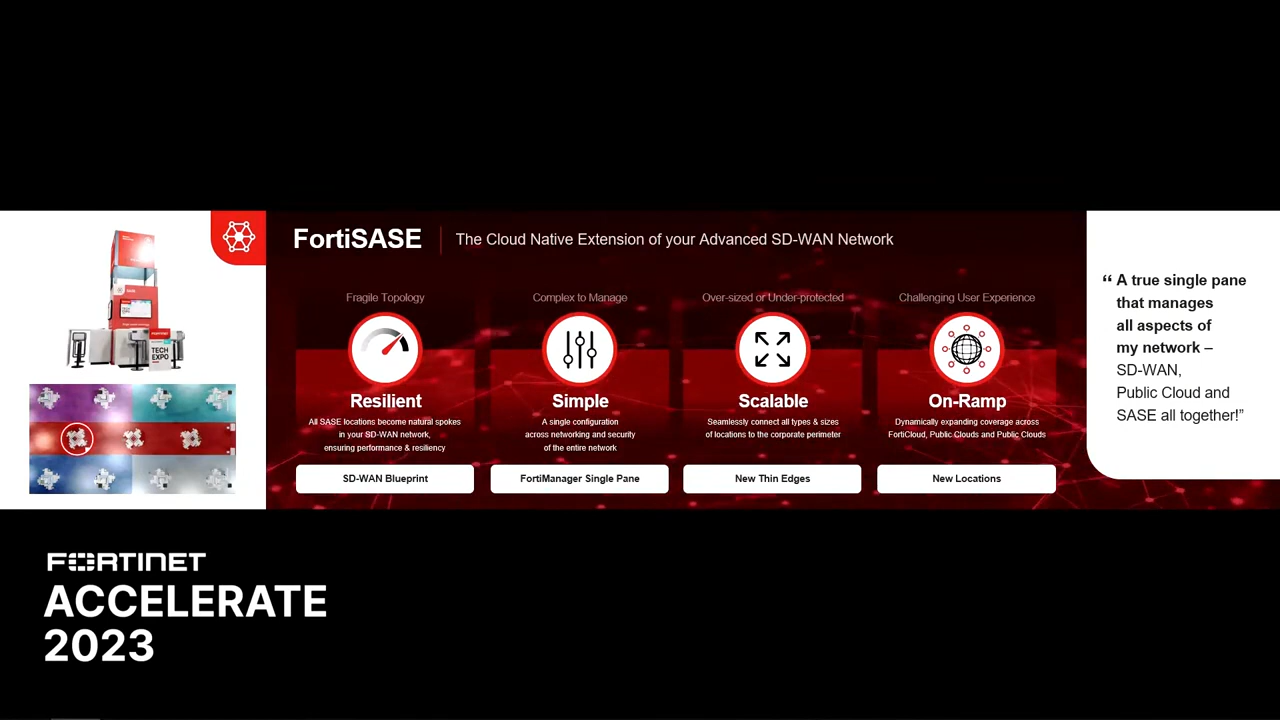 TECH
EXPO
FortiSASE
The Cloud Native Extension of your Advanced SD-WAN Network
Fragile Topology
Resilient
All SASE locations become natural spokes
in your SD-WAN network,
ensuring performance & resiliency
SD-WAN Blueprint
Complex to Manage
Simple
A single configuration
across networking and security
of the entire network
FortiManager Single Pane
Over-sized or Under-protected
Scalable
Seamlessly connect all types & sizes
of locations to the corporate perimeter
New Thin Edges
Challenging User Experience
On-Ramp
Dynamically expanding coverage across
FortiCloud, Public Clouds and Public Clouds
New Locations
“ A true single pane
that manages
all aspects of
my network –
SD-WAN,
Public Cloud and
SASE all together!”
FORTINET
ACCELERATE
2023